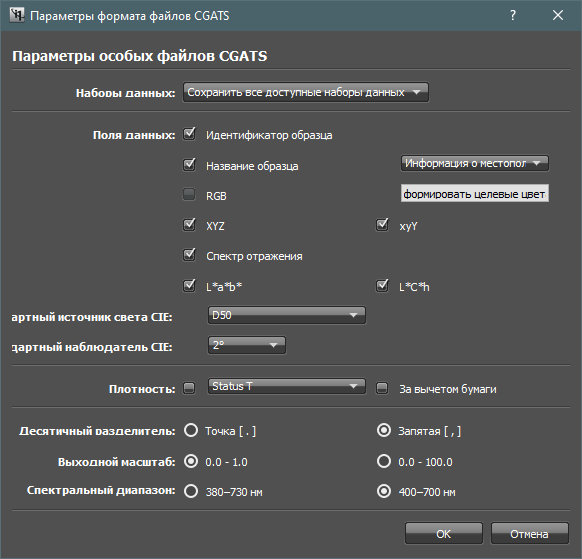 Параметры формата файлов CGATS
Параметры особых файлов CGATS
Наборы данных: Сохранить все доступные наборы данных
Поля данных: Идентификатор образца
Название образца Информация о местопол
RGB формировать целевые цвет
XYZ xyY
Спектр отражения
L*a*b* L*C*h
артный источник света CIE: D50
дартный наблюдатель CIE: 2°
Плотность: Status T За вычетом бумаги
Десятичный разделитель: Точка [ . ] Запятая [ , ]
Выходной масштаб: 0.0 - 1.0 0.0 - 100.0
Спектральный диапазон: 380–730 нм 400–700 нм
OK Отмена